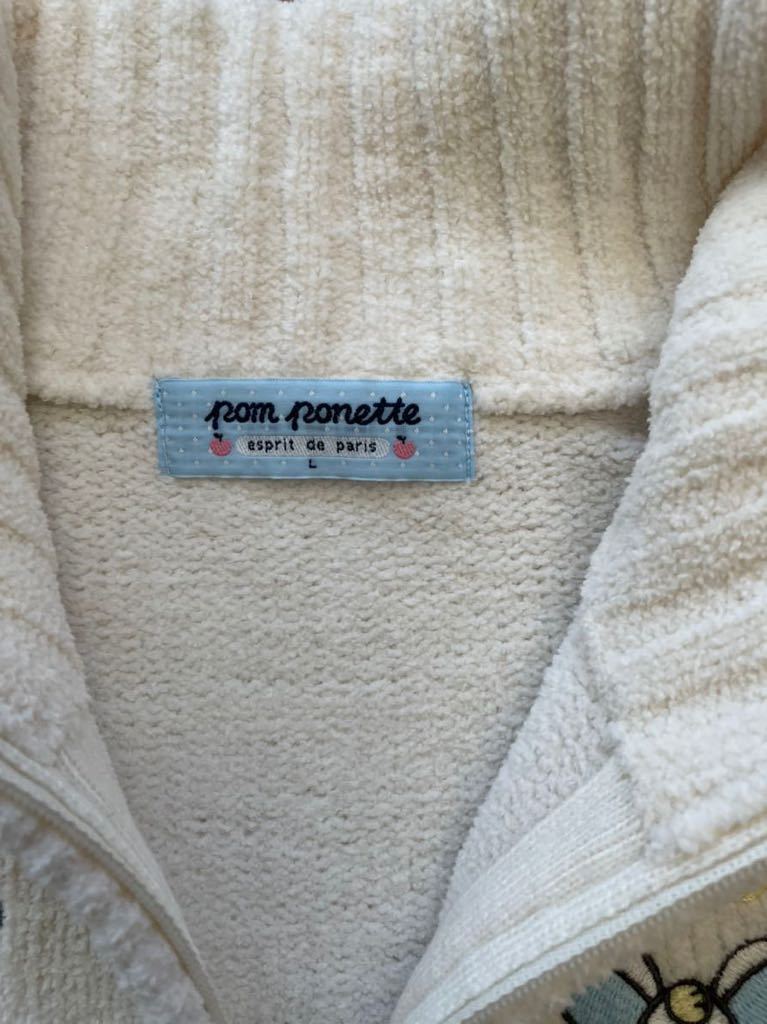 pom ponette
esprit de paris
L